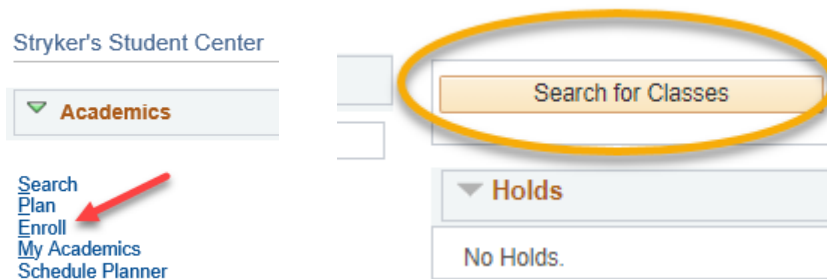 Stryker's Student Center
Academics
Search
Plan
Enroll
My Academics
Schedule Planner
Search for Classes
Holds
No Holds.